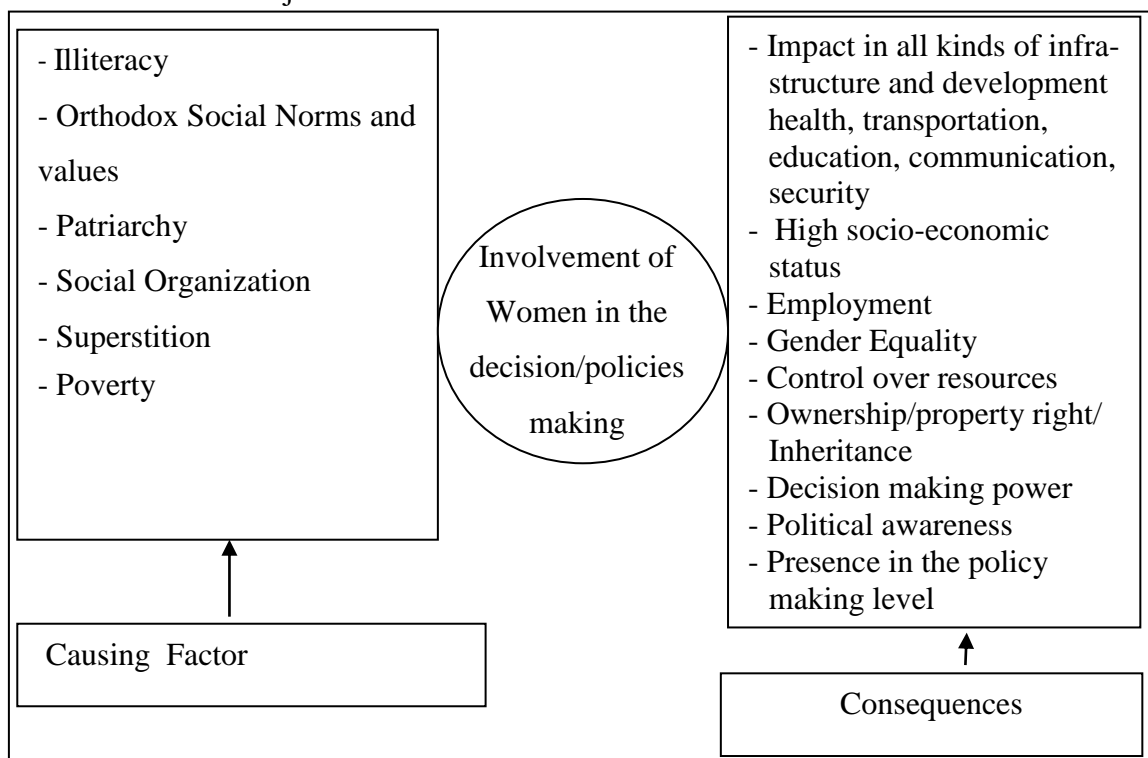 - Illiteracy
- Orthodox Social Norms and
values
- Patriarchy
- Social Organization
- Superstition
- Poverty
Involvement of
Women in the
decision/policies
making
- Impact in all kinds of infra-
structure and development
health, transportation,
education, communication,
security
- High socio-economic
status
- Employment
- Gender Equality
- Control over resources
- Ownership/property right/
Inheritance
- Decision making power
- Political awareness
- Presence in the policy
making level
Causing Factor
Consequences